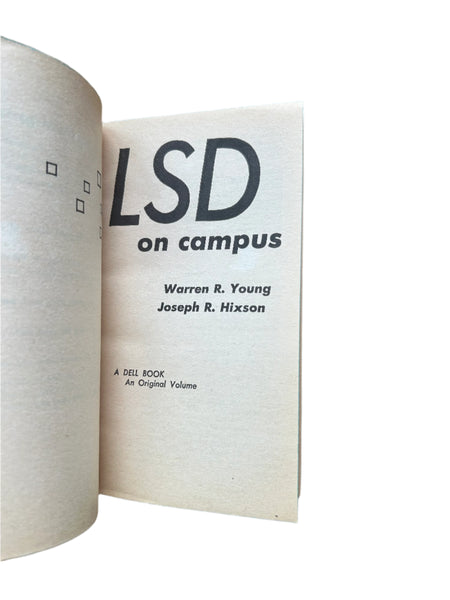 LSD
on campus
Warren R. Young
Joseph R. Hixson
A DELL BOOK
An Original Volume